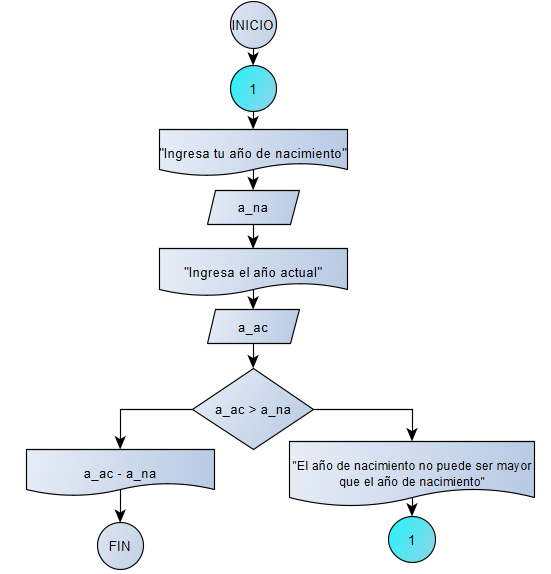 INICIO
1
"Ingresa tu año de nacimiento"
a_na
"Ingresa el año actual"
a_ac
a_ac > a_na
a_ac - a_na
"El año de nacimiento no puede ser mayor
que el año de nacimiento"
FIN
1